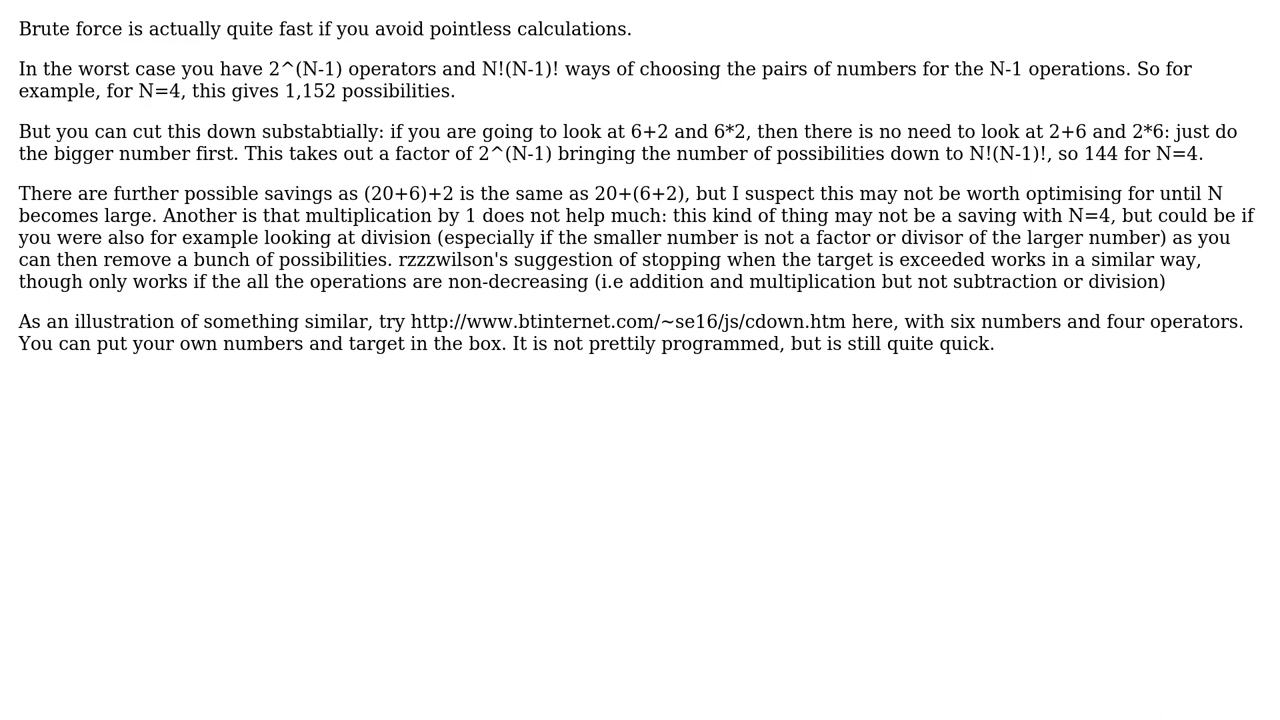 Brute force is actually quite fast if you avoid pointless calculations.
In the worst case you have 2^(N-1) operators and N!(N-1)! ways of choosing the pairs of numbers for the N-1 operations. So for
example, for N=4, this gives 1,152 possibilities.
But you can cut this down substabtially: if you are going to look at 6+2 and 6*2, then there is no need to look at 2+6 and 2*6: just do
the bigger number first. This takes out a factor of 2^(N-1) bringing the number of possibilities down to N!(N-1)!, so 144 for N=4.
There are further possible savings as (20+6)+2 is the same as 20+(6+2), but I suspect this may not be worth optimising for until N
becomes large. Another is that multiplication by 1 does not help much: this kind of thing may not be a saving with N=4, but could be if
you were also for example looking at division (especially if the smaller number is not a factor or divisor of the larger number) as you
can then remove a bunch of possibilities. rzzzwilson's suggestion of stopping when the target is exceeded works in a similar way,
though only works if the all the operations are non-decreasing (i.e addition and multiplication but not subtraction or division)
As an illustration of something similar, try http://www.btinternet.com/~se16/js/cdown.htm here, with six numbers and four operators.
You can put your own numbers and target in the box. It is not prettily programmed, but is still quite quick.